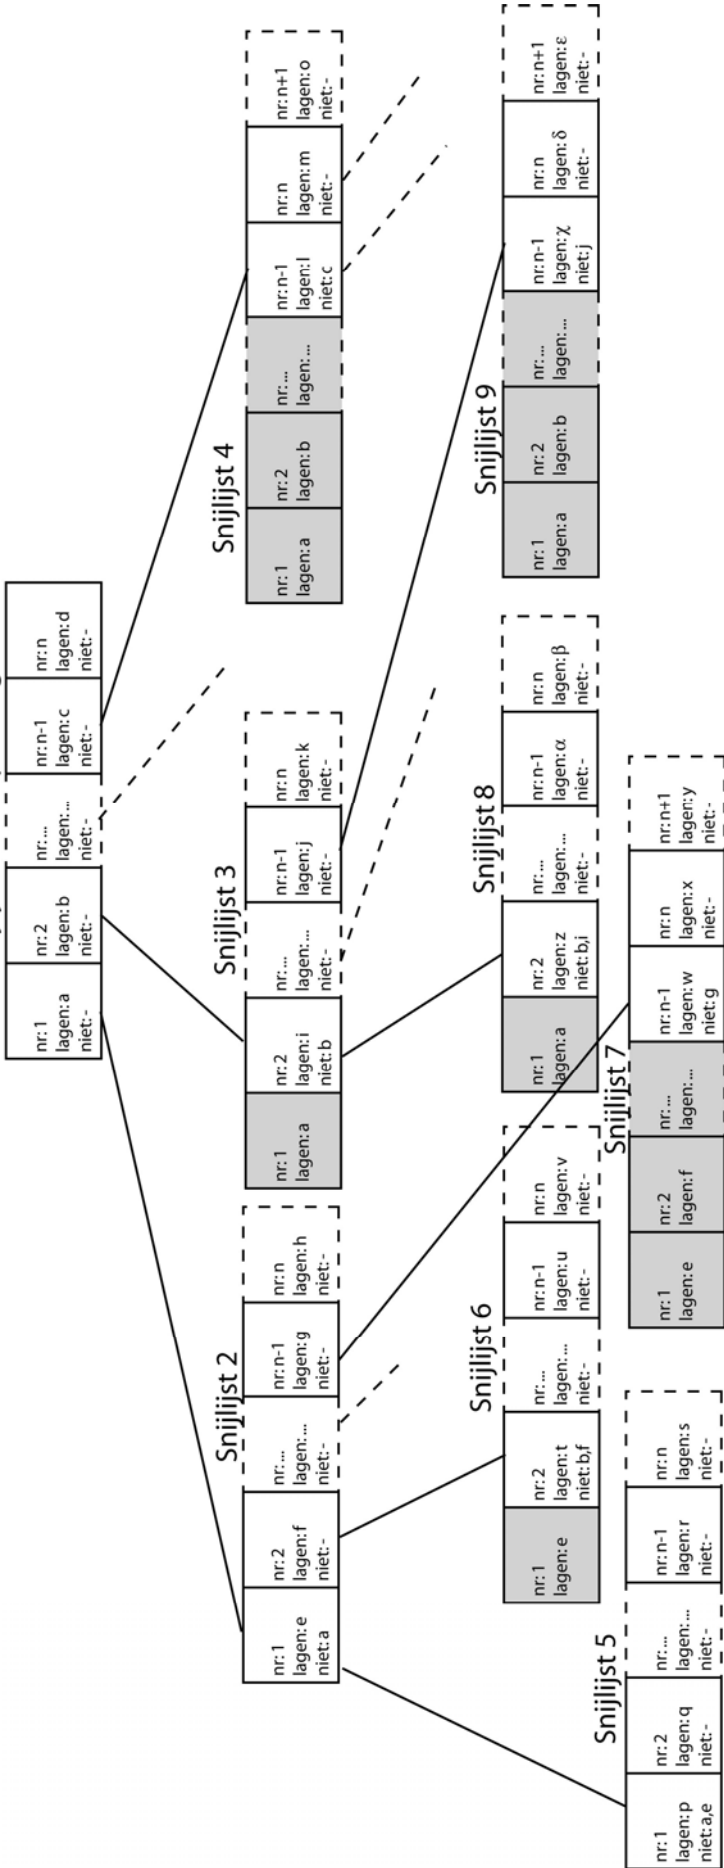 nr: 1
lagen: a
niet: -
nr: 2
lagen: b
niet: -
nr: ...
lagen: ...
niet: -
nr: n-1
lagen: c
niet: -
nr: n
lagen: d
niet: -
Snijlijst 2
nr: 1
lagen: e
niet: a
nr: 2
lagen: f
niet: -
nr: ...
lagen: ...
niet: -
nr: n-1
lagen: g
niet: -
nr: n
lagen: h
niet: -
Snijlijst 3
nr: 1
lagen: a
nr: 2
lagen: i
niet: b
nr: ...
lagen: ...
niet: -
nr: n-1
lagen: j
niet: -
nr: n
lagen: k
niet: -
Snijlijst 4
nr: 1
lagen: a
nr: 2
lagen: b
nr: ...
lagen: ...
nr: n-1
lagen: l
niet: c
nr: n
lagen: m
niet: -
nr: n+1
lagen: o
niet: -
Snijlijst 5
nr: 1
lagen: p
niet: a,e
nr: 2
lagen: q
niet: -
nr: ...
lagen: ...
niet: -
nr: n-1
lagen: r
niet: -
nr: n
lagen: s
niet: -
Snijlijst 6
nr: 1
lagen: e
nr: 2
lagen: t
niet: b,f
nr: ...
lagen: ...
niet: -
nr: n-1
lagen: u
niet: -
nr: n
lagen: v
niet: -
Snijlijst 7
nr: 1
lagen: e
nr: 2
lagen: f
nr: ...
lagen: ...
nr: n-1
lagen: w
niet: g
nr: n
lagen: x
niet: -
nr: n+1
lagen: y
niet: -
Snijlijst 8
nr: 1
lagen: a
nr: 2
lagen: z
niet: b,i
nr: ...
lagen: ...
niet: -
nr: n-1
lagen: α
niet: -
nr: n
lagen: β
niet: -
Snijlijst 9
nr: 1
lagen: a
nr: 2
lagen: b
nr: ...
lagen: ...
nr: n-1
lagen: χ
niet: j
nr: n
lagen: δ
niet: -
nr: n+1
lagen: ε
niet: -